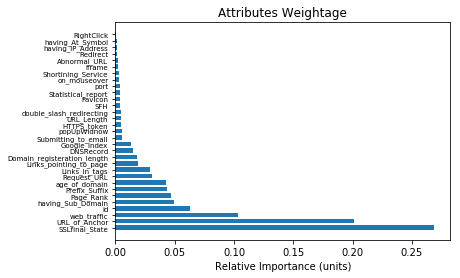 Attributes Weightage
RightClick
having_At_Symbol
having_IP_Address
Redirect
Abnormal_URL
Iframe
Shortining_Service
on_mouseover
port
Statistical_report
Favicon
SFH
double_slash_redirecting
URL_Length
HTTPS_token
popUpWidnow
Submitting_to_email
Google_Index
DNSRecord
Domain_registeration_length
Links_pointing_to_page
Links_in_tags
Request_URL
age_of_domain
Prefix_Suffix
Page_Rank
having_Sub_Domain
id
web_traffic
URL_of_Anchor
SSLfinal_State
0.00 0.05 0.10 0.15 0.20 0.25
Relative Importance (units)